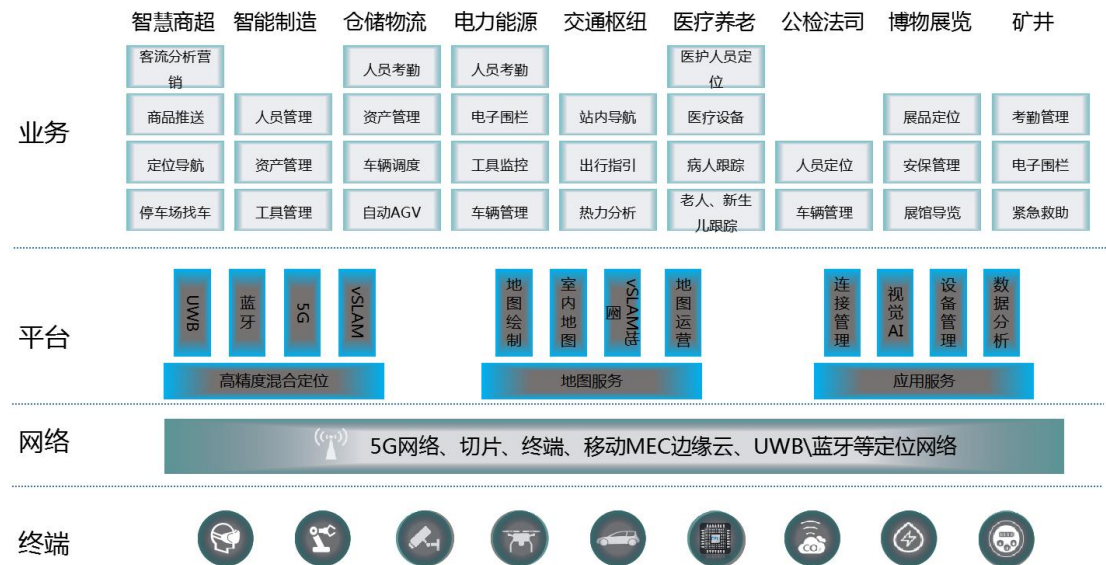 智慧商超 智能制造 仓储物流 电力能源 交通枢纽 医疗养老 公检法司 博物展览 矿井
业务
客流分析营
销
人员考勤 人员考勤
医护人员定
位
商品推送 人员管理 资产管理 电子围栏 站内导航 医疗设备 展品定位 考勤管理
定位导航 资产管理 车辆调度 工具监控 出行指引 病人跟踪 人员定位 安保管理 电子围栏
停车场找车 工具管理 自动AGV 车辆管理 热力分析
老人、新生
儿跟踪
车辆管理 展馆导览 紧急救助
平台
UWB
蓝牙
5G
vSLAM
高精度混合定位
地图绘制
室内地图
vSLAM地
图
地图运营
地图服务
连接管理
视觉AI
设备管理
数据分析
应用服务
网络
5G网络、切片、终端、移动MEC边缘云、UWB\蓝牙等定位网络
终端
CO2